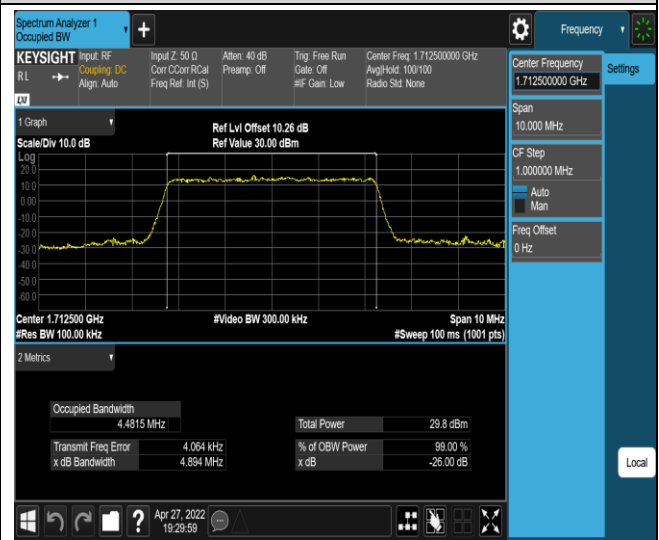 Spectrum Analyzer 1
Occupied BW
Frequency
KEYSIGHT
Input: RF
Coupling: DC
Align: Auto
R L
LXI
Input Z: 50 Ω
Corr CCorr RCal
Freq Ref: Int (S)
Atten: 40 dB
Preamp: Off
Trig: Free Run
Gate: Off
#IF Gain: Low
Center Freq: 1.712500000 GHz
Avg|Hold: 100/100
Radio Std: None
Center Frequency
1.712500000 GHz
Settings
Span
10.000 MHz
CF Step
1.000000 MHz
Auto
Man
Freq Offset
0 Hz
1 Graph
Scale/Div 10.0 dB
Ref Lvl Offset 10.26 dB
Ref Value 30.00 dBm
Log
20.0
10.0
0.00
-10.0
-20.0
-30.0
-40.0
-50.0
-60.0
Center 1.712500 GHz
#Res BW 100.00 kHz
#Video BW 300.00 kHz
Span 10 MHz
#Sweep 100 ms (1001 pts)
2 Metrics
Occupied Bandwidth
4.4815 MHz
Total Power 29.8 dBm
Transmit Freq Error 4.064 kHz
% of OBW Power 99.00 %
x dB Bandwidth 4.894 MHz
x dB -26.00 dB
Local
?
Apr 27, 2022
19:29:59